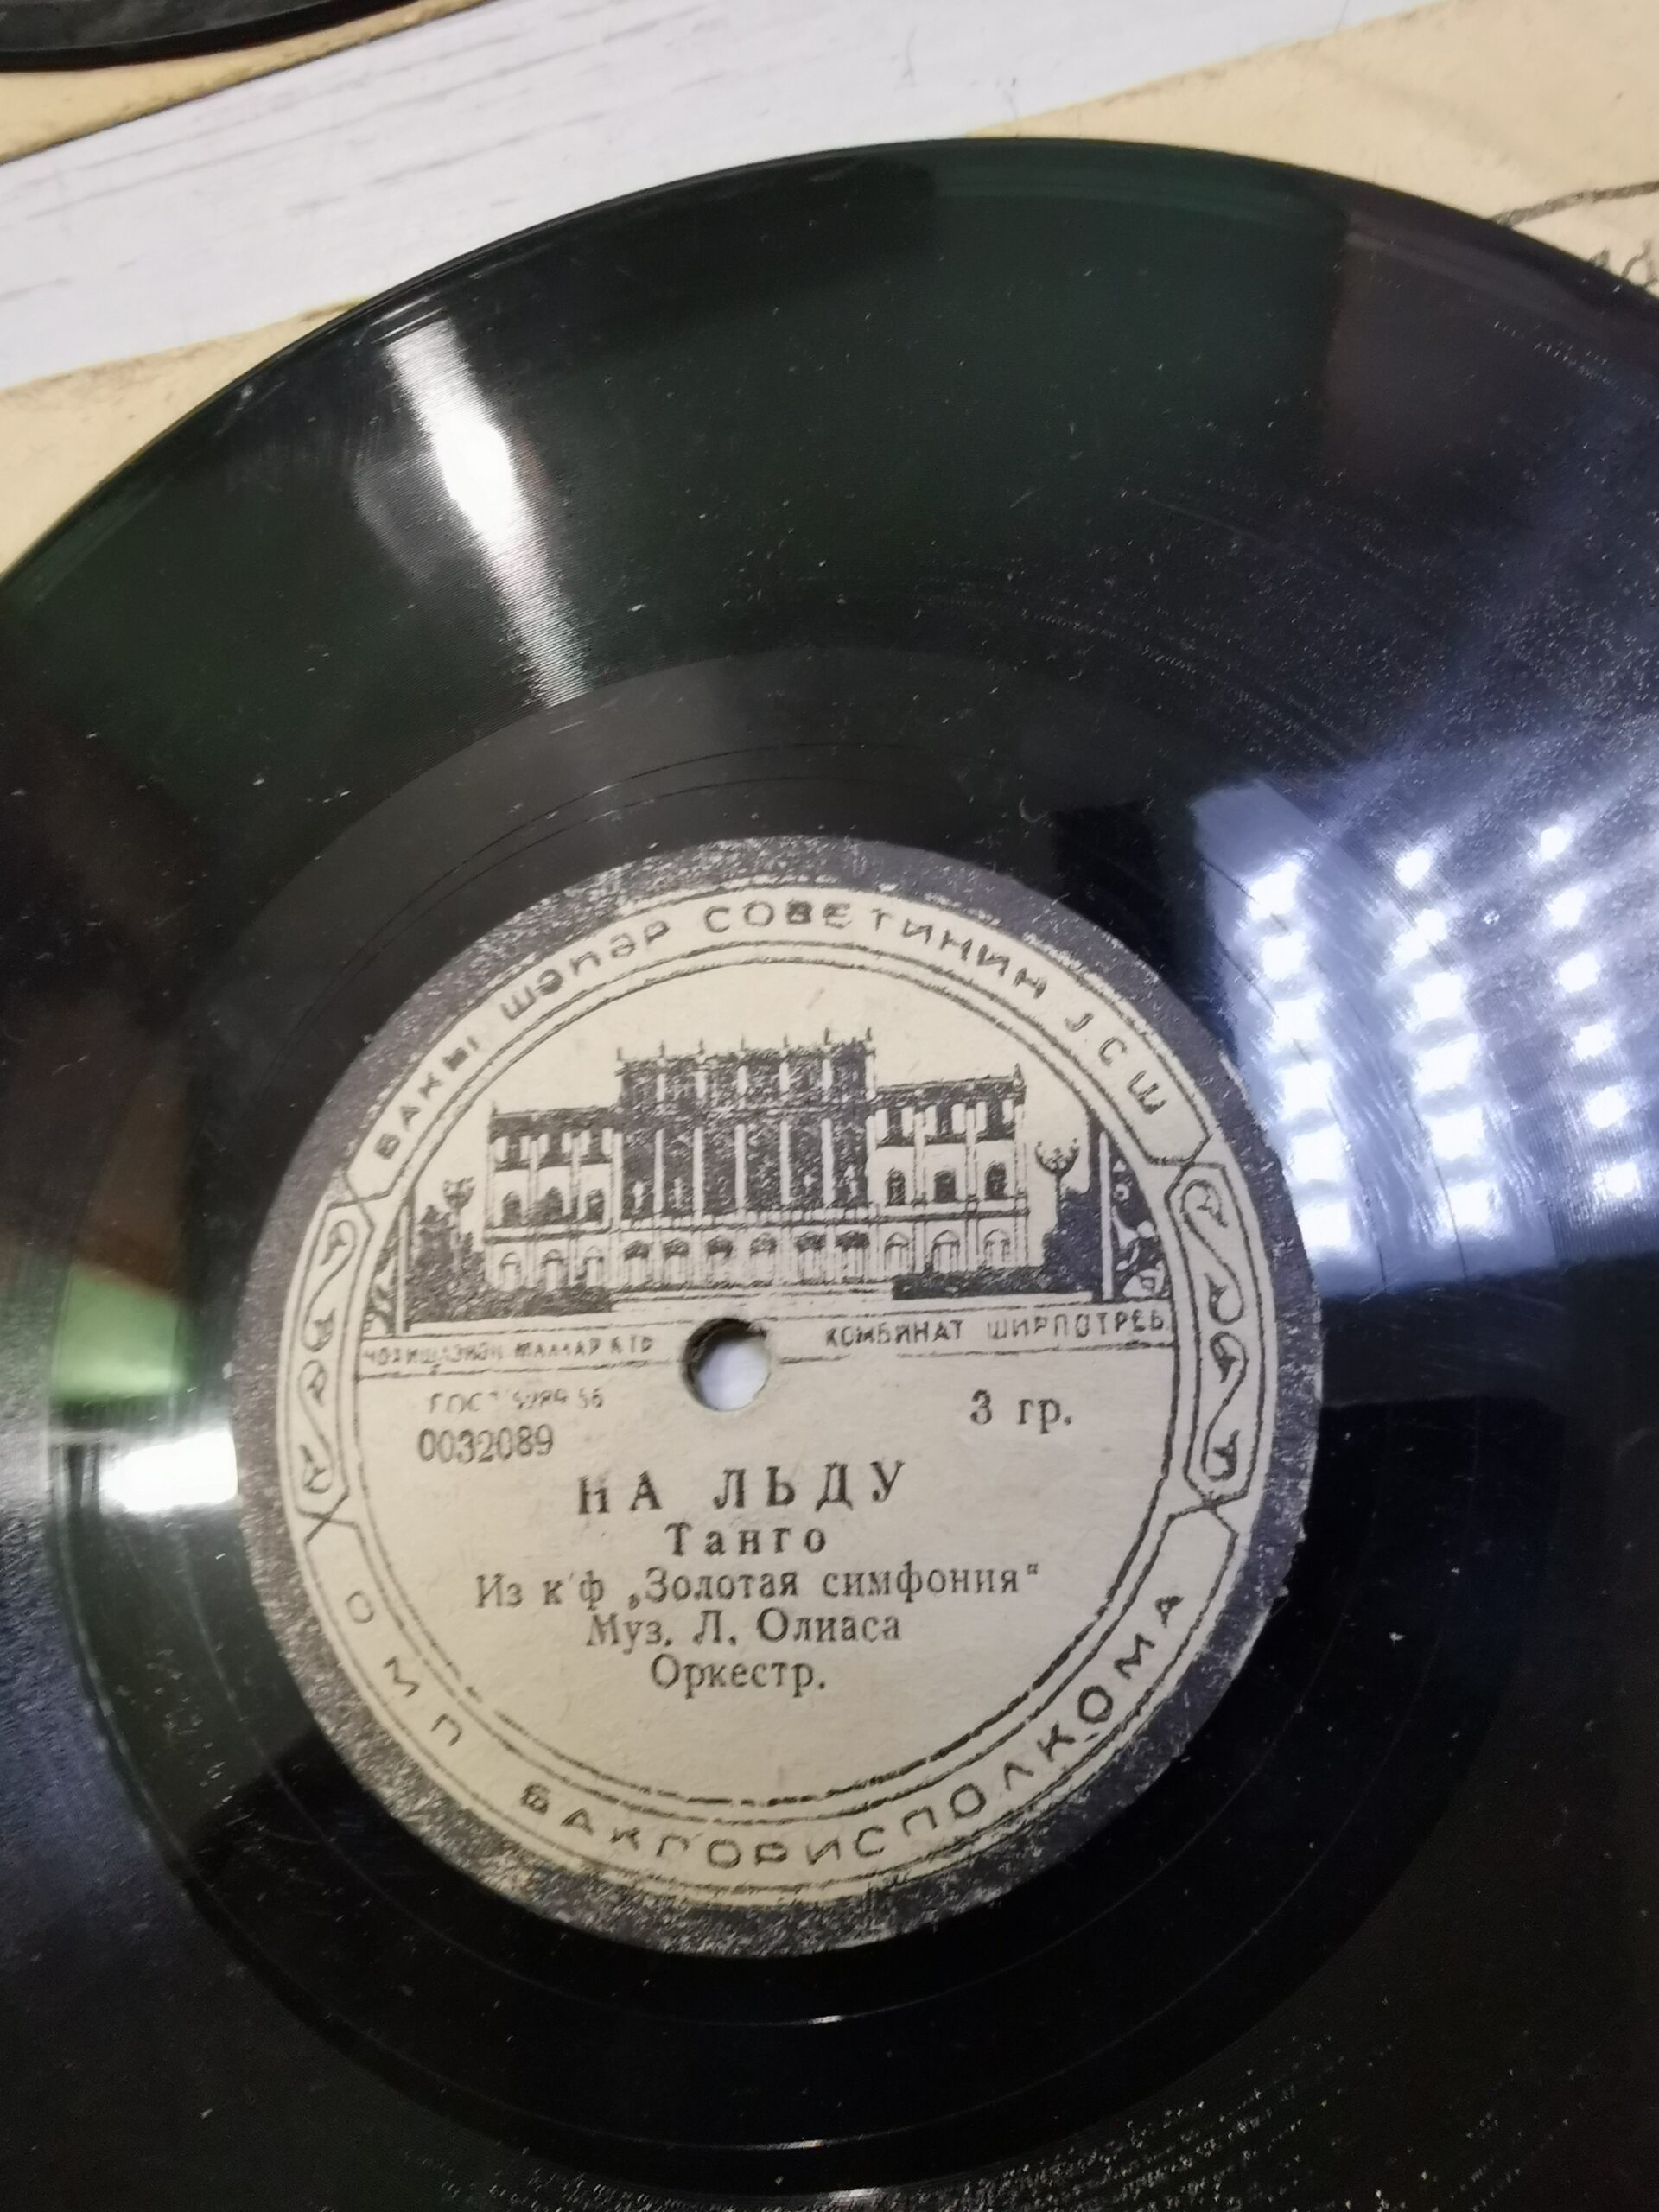 БАКЫ ШӘҺӘР СОВЕТИНИН Ј.С.Ш
КОМБИНАТ ШИРПОТРЕБ
ГОСТ 5289-56
3 гр.
0032089
НА ЛЬДУ
Танго
Из к/ф „Золотая симфония“
Муз. Л. Олиаса
Оркестр.
ОМП БАКГОРИСПОЛКОМА